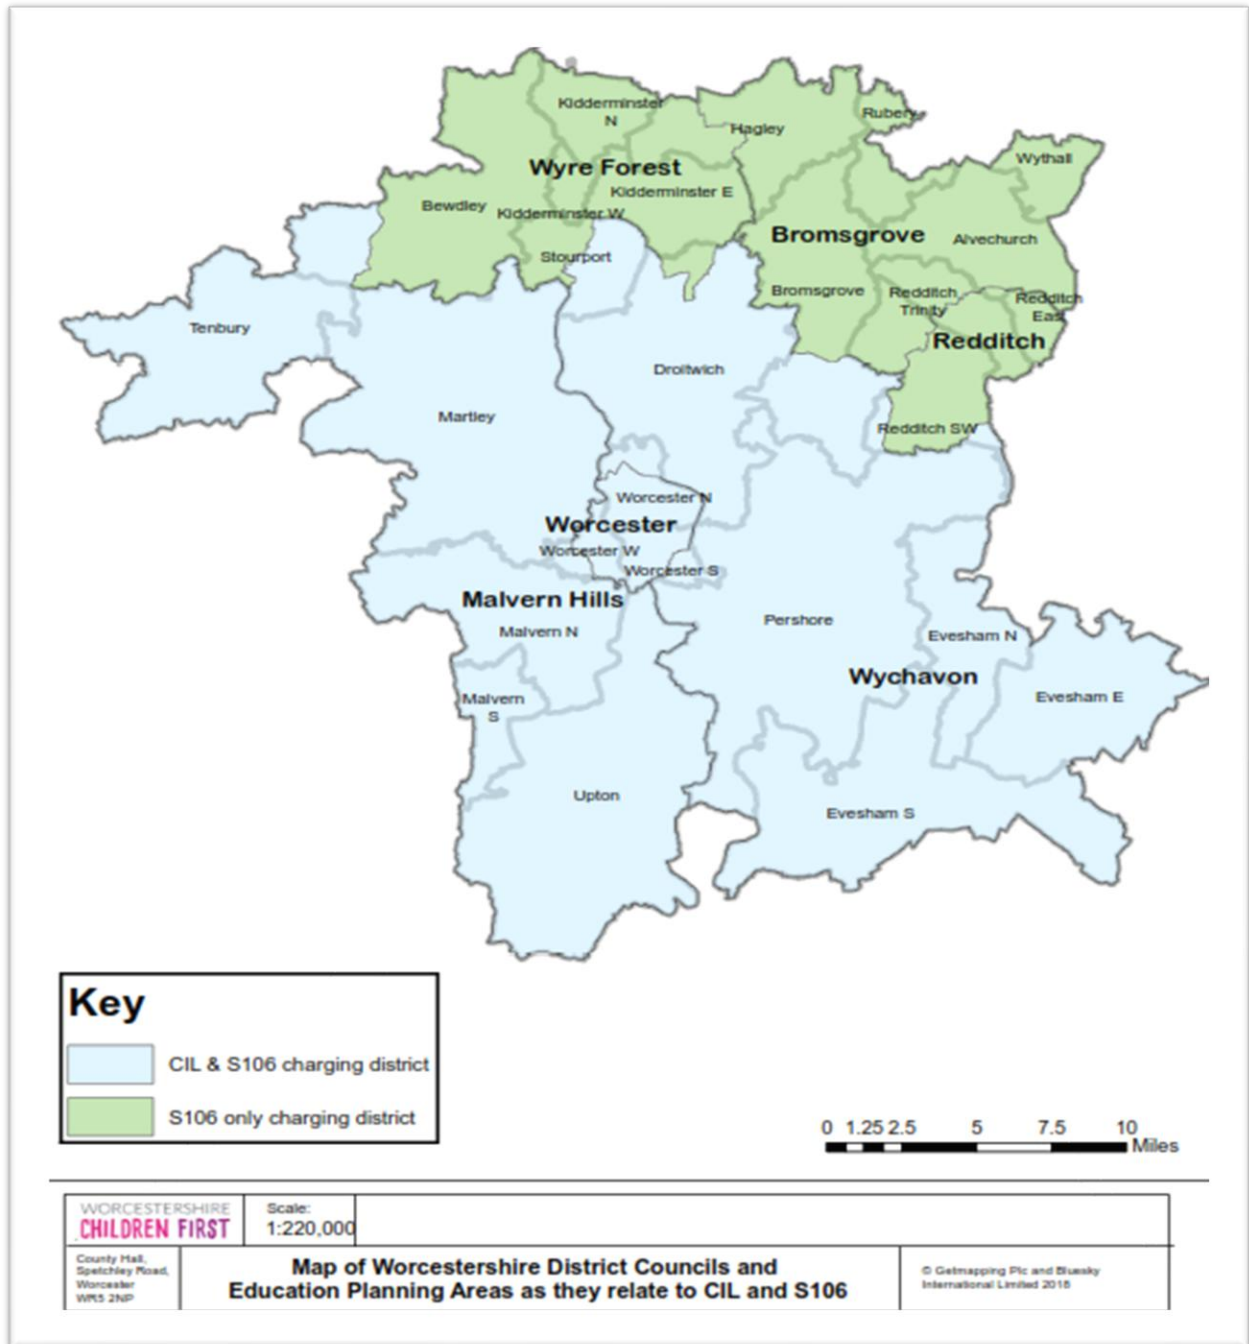 Kidderminster
N
Hagley
Rubery
Wythall
Wyre Forest
Kidderminster E
Bewdley
Kidderminster W
Stourport
Bromsgrove
Alvechurch
Bromsgrove
Redditch
Trinity
Redditch
East
Redditch
Tenbury
Droitwich
Martley
Redditch SW
Worcester N
Worcester
Worcester W
Worcester S
Malvern Hills
Malvern N
Pershore
Evesham N
Wychavon
Malvern
S
Evesham E
Upton
Evesham S
Key
CIL & S106 charging district
S106 only charging district
0 1.25 2.5 5 7.5 10
Miles
WORCESTERSHIRE
CHILDREN FIRST
Scale:
1:220,000
County Hall,
Spetchley Road,
Worcester
WR5 2NP
Map of Worcestershire District Councils and
Education Planning Areas as they relate to CIL and S106
© Getmapping Plc and Bluesky
International Limited 2018